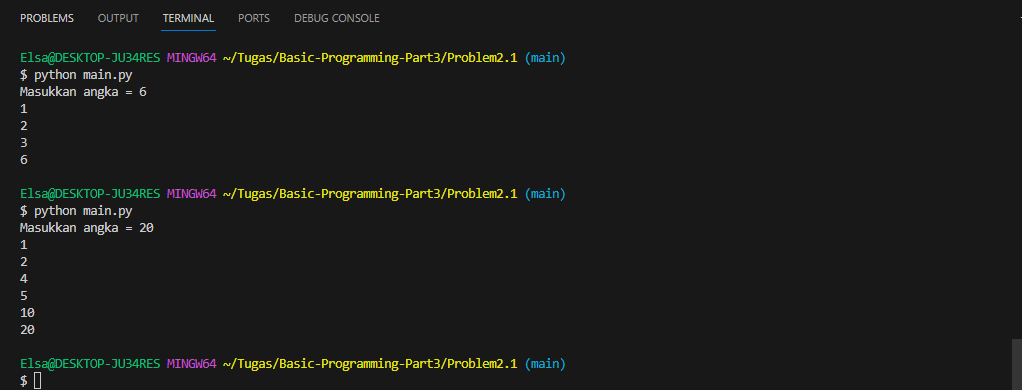 PROBLEMS OUTPUT TERMINAL PORTS DEBUG CONSOLE
Elsa@DESKTOP-JU34RES MINGW64 ~/Tugas/Basic-Programming-Part3/Problem2.1 (main)
$ python main.py
Masukkan angka = 6
1
2
3
6
Elsa@DESKTOP-JU34RES MINGW64 ~/Tugas/Basic-Programming-Part3/Problem2.1 (main)
$ python main.py
Masukkan angka = 20
1
2
4
5
10
20
Elsa@DESKTOP-JU34RES MINGW64 ~/Tugas/Basic-Programming-Part3/Problem2.1 (main)
$